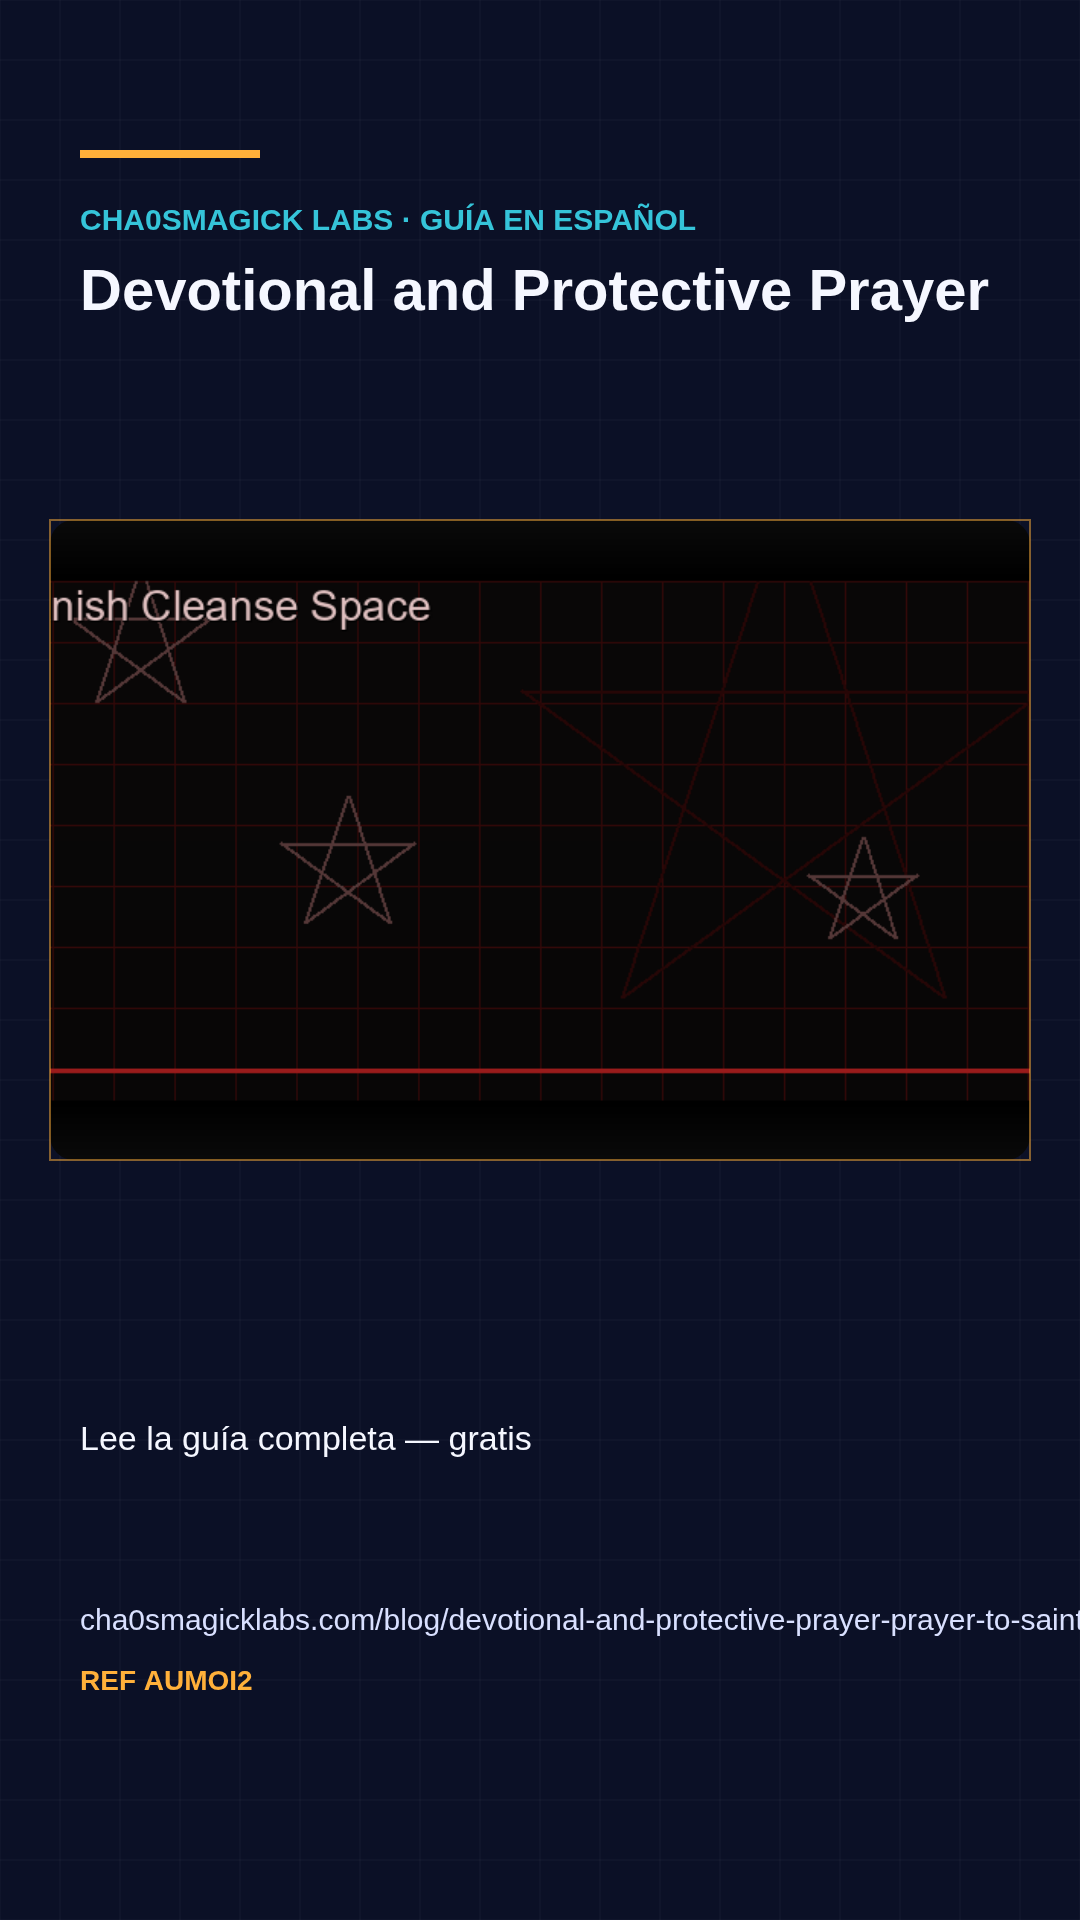 CHA0SMAGICK LABS · GUÍA EN ESPAÑOL
Devotional and Protective Prayer
nish Cleanse Space
Lee la guía completa — gratis
cha0smagicklabs.com/blog/devotional-and-protective-prayer-prayer-to-saint
REF AUMOI2